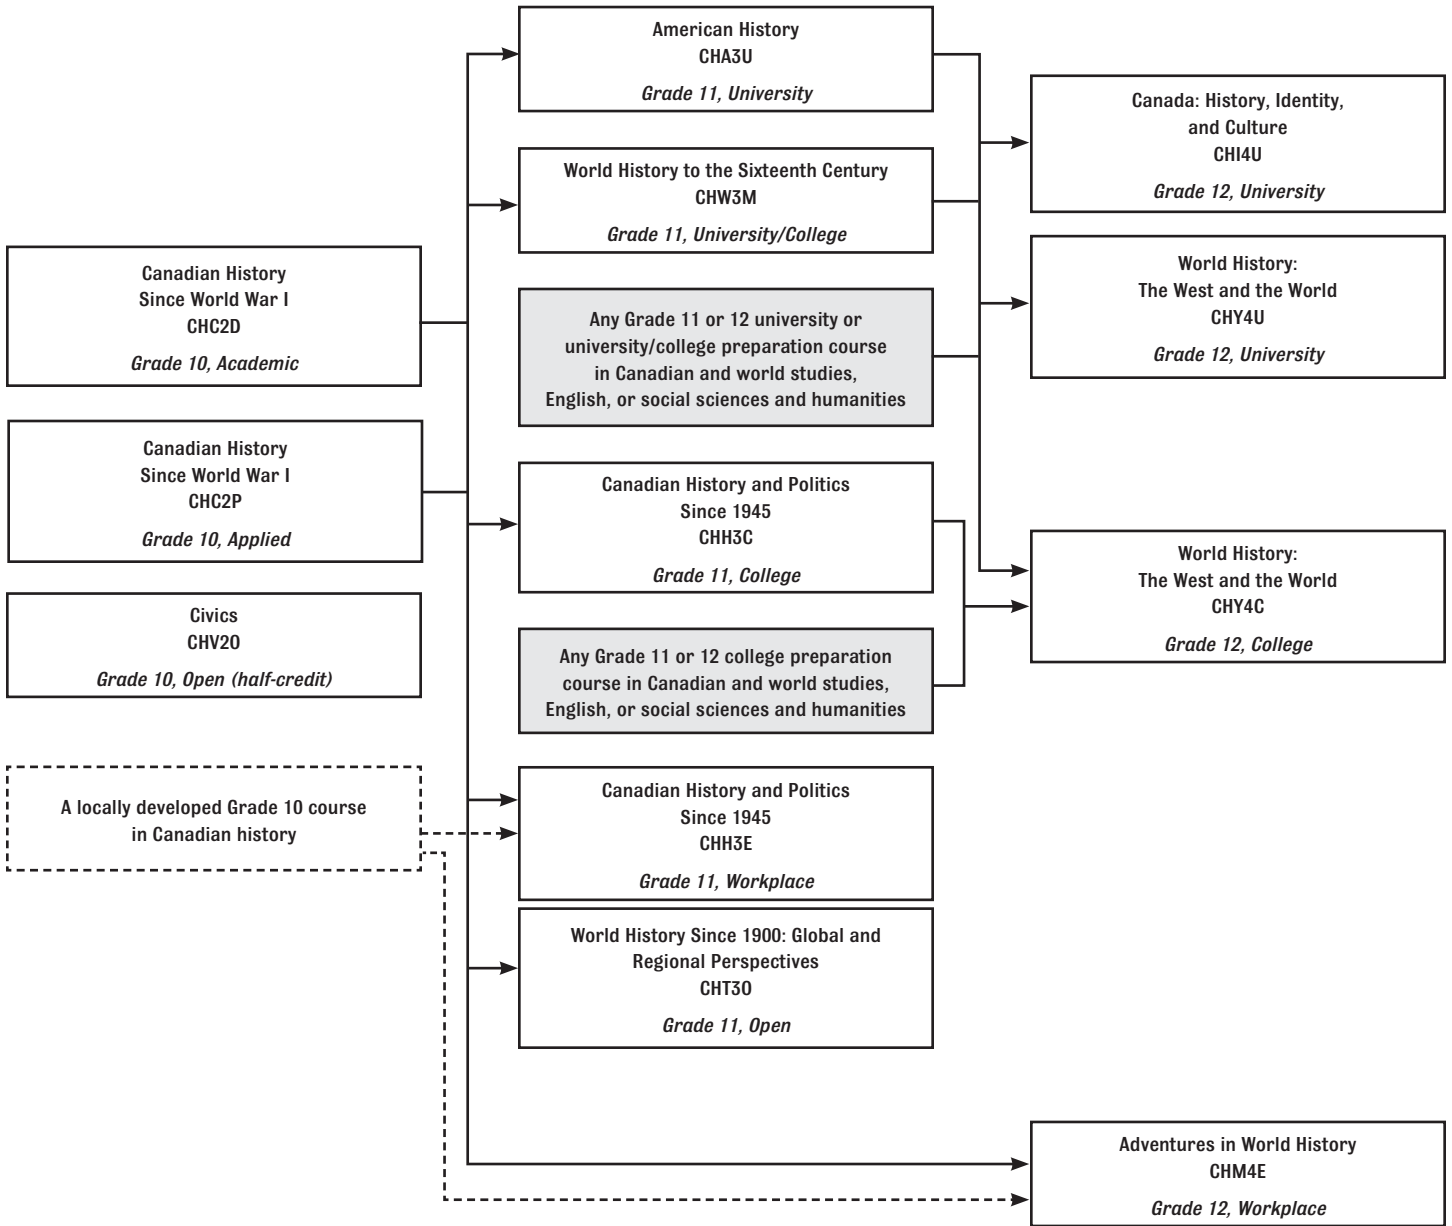 American History
CHA3U
Grade 11, University
Canada: History, Identity,
and Culture
CHI4U
Grade 12, University
World History to the Sixteenth Century
CHW3M
Grade 11, University/College
Canadian History
Since World War I
CHC2D
Grade 10, Academic
World History:
The West and the World
CHY4U
Grade 12, University
Any Grade 11 or 12 university or
university/college preparation course
in Canadian and world studies,
English, or social sciences and humanities
Canadian History
Since World War I
CHC2P
Grade 10, Applied
Canadian History and Politics
Since 1945
CHH3C
Grade 11, College
World History:
The West and the World
CHY4C
Grade 12, College
Civics
CHV2O
Grade 10, Open (half-credit)
Any Grade 11 or 12 college preparation
course in Canadian and world studies,
English, or social sciences and humanities
A locally developed Grade 10 course
in Canadian history
Canadian History and Politics
Since 1945
CHH3E
Grade 11, Workplace
World History Since 1900: Global and
Regional Perspectives
CHT3O
Grade 11, Open
Adventures in World History
CHM4E
Grade 12, Workplace